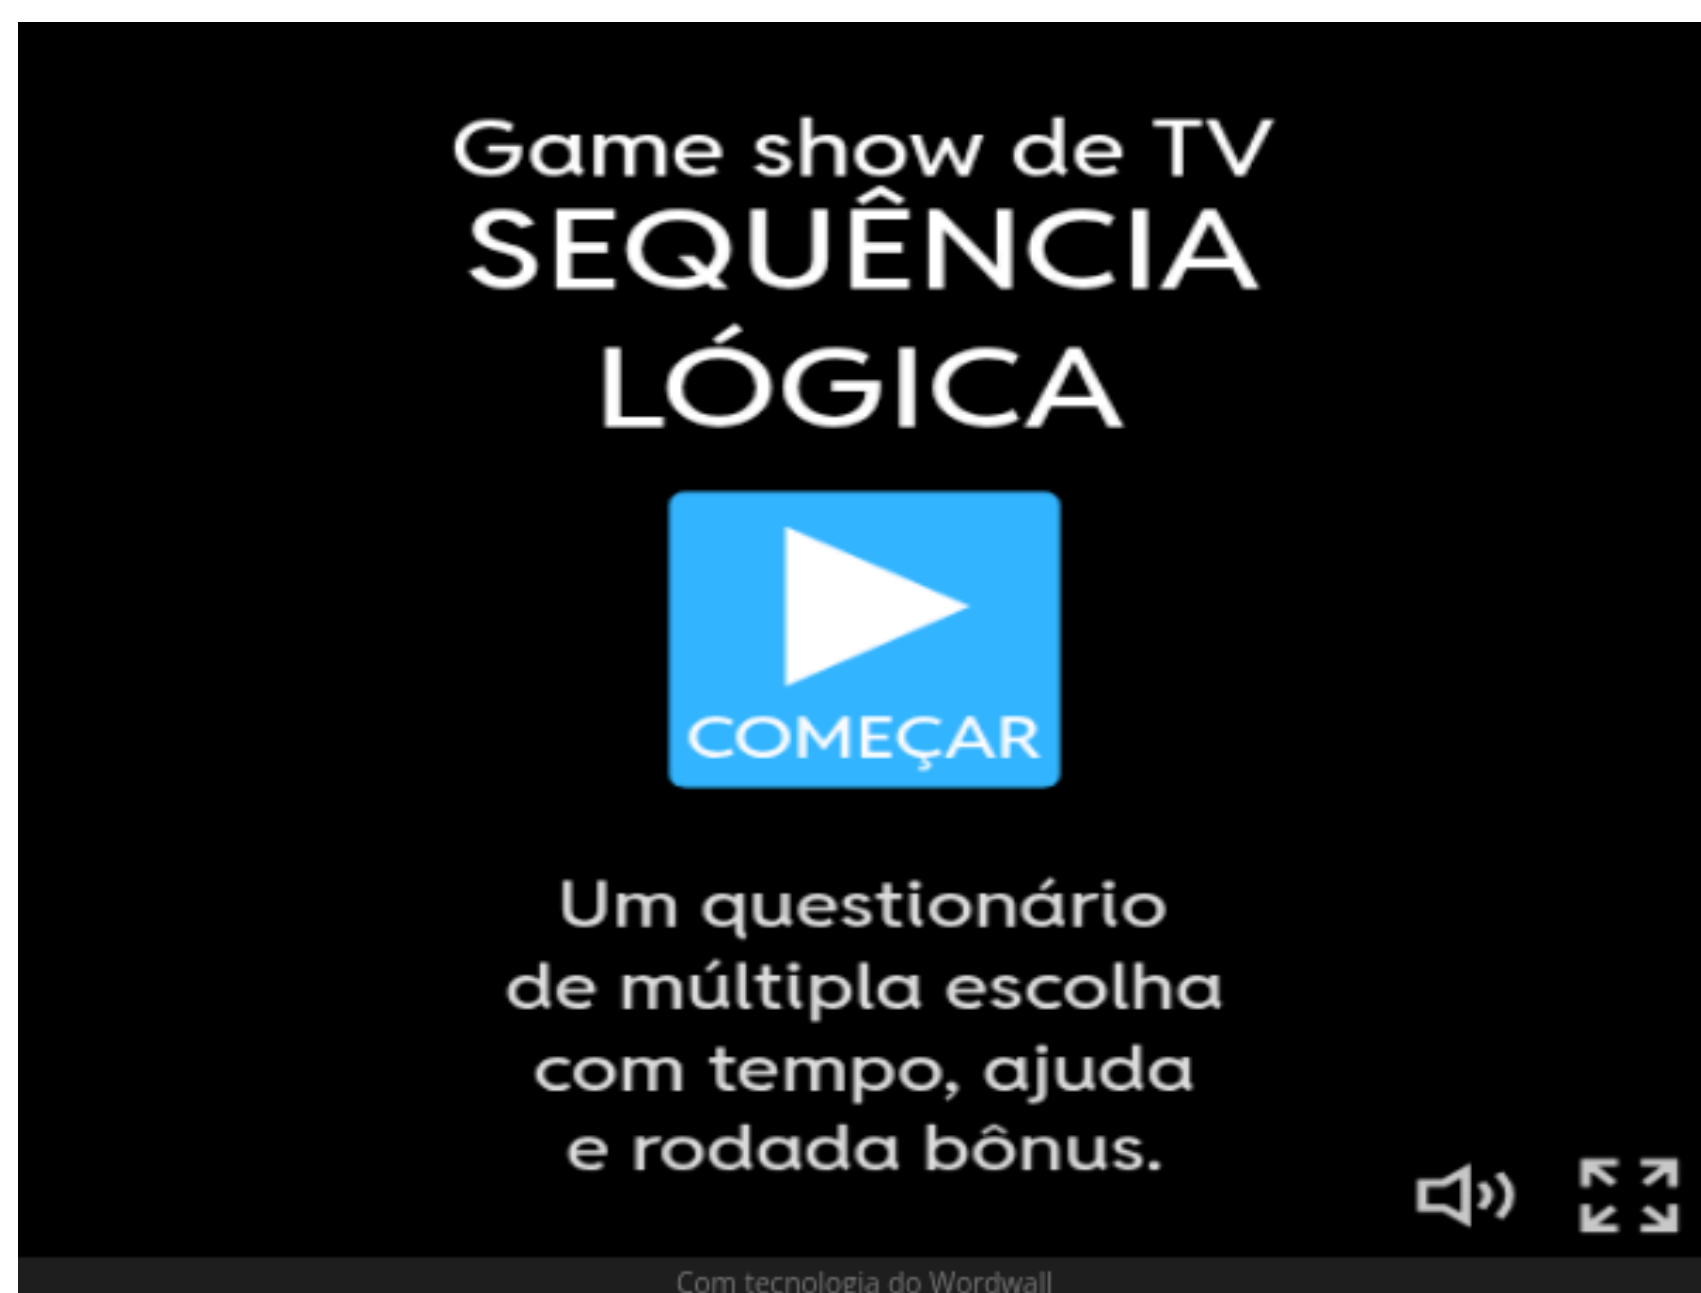 Game show de TV
SEQUÊNCIA
LÓGICA
COMEÇAR
Um questionário
de múltipla escolha
com tempo, ajuda
e rodada bônus.
Com tecnologia do Wordwall